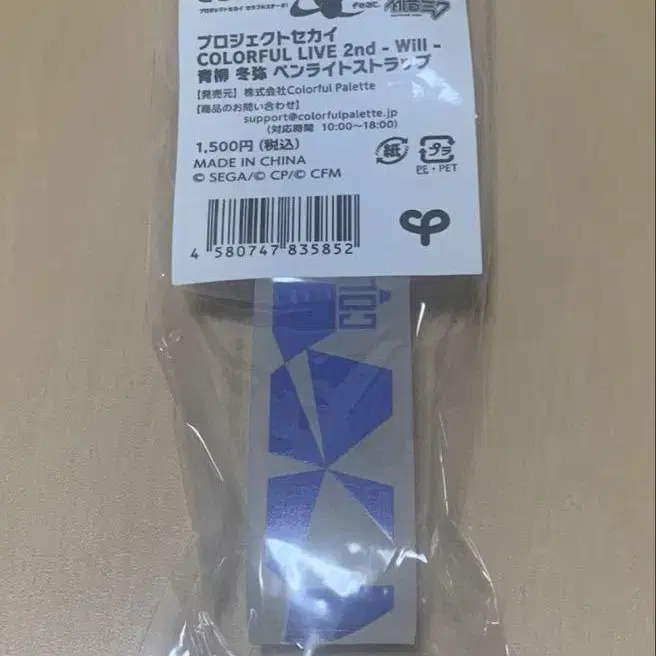 プロジェクトセカイ カラフルステージ!
feat.
初音ミク
プロジェクトセカイ
COLORFUL LIVE 2nd - Will -
青柳 冬弥 ペンライトストラップ
【発売元】株式会社Colorful Palette
【商品のお問い合わせ】
support@colorfulpalette.jp
(対応時間 10:00~18:00)
1,500円(税込)
MADE IN CHINA
© SEGA/© CP/© CFM
紙
プラ
PE・PET
4 580747 835852